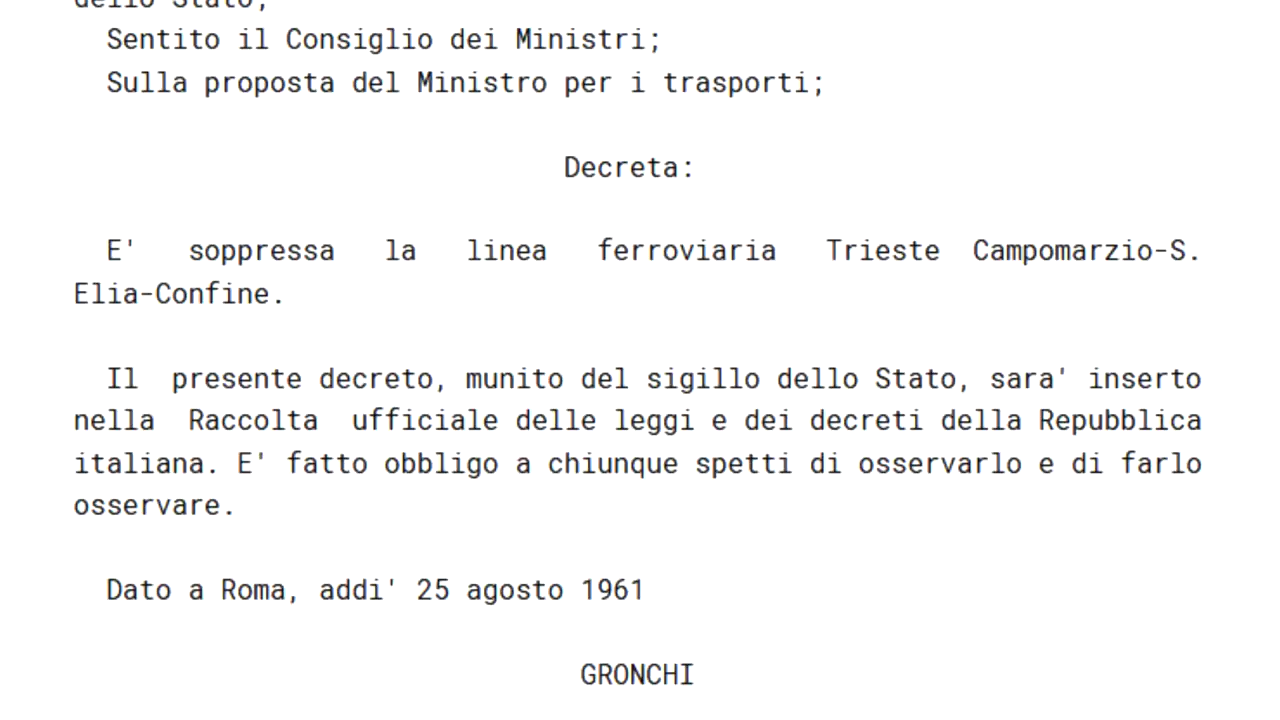 dello Stato;
Sentito il Consiglio dei Ministri;
Sulla proposta del Ministro per i trasporti;
Decreta:
E' soppressa la linea ferroviaria Trieste Campomarzio-S.
Elia-Confine.
Il presente decreto, munito del sigillo dello Stato, sara' inserto
nella Raccolta ufficiale delle leggi e dei decreti della Repubblica
italiana. E' fatto obbligo a chiunque spetti di osservarlo e di farlo
osservare.
Dato a Roma, addi' 25 agosto 1961
GRONCHI